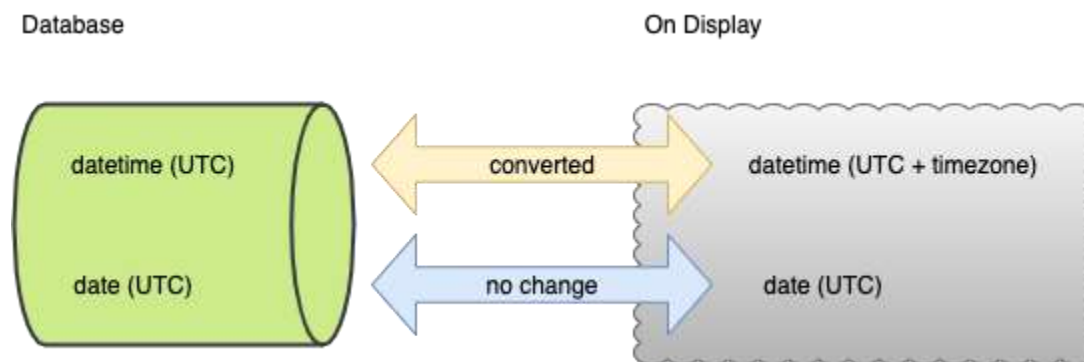 Database
On Display
datetime (UTC)
converted
datetime (UTC + timezone)
date (UTC)
no change
date (UTC)